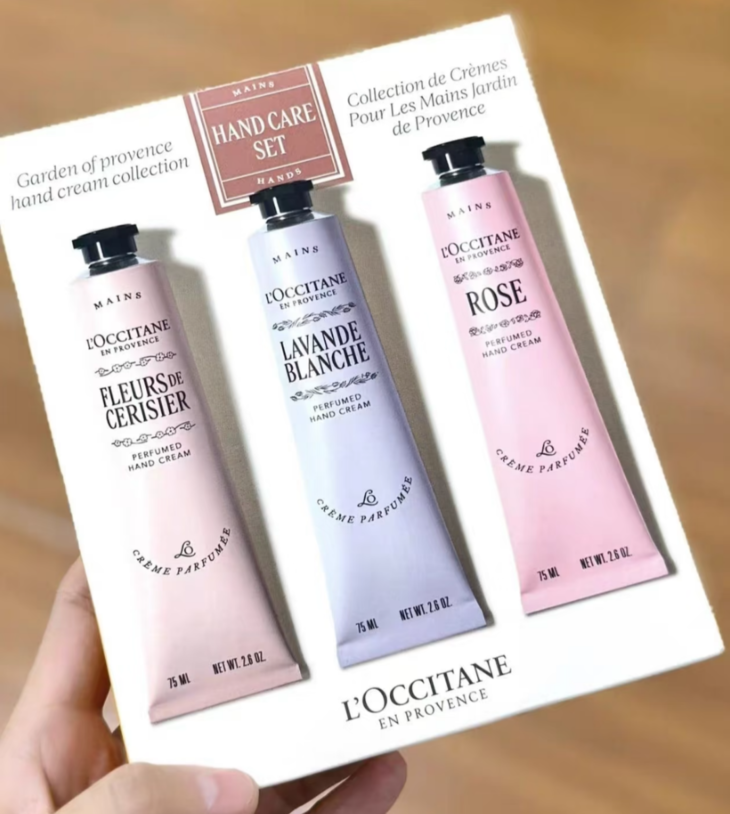 Garden of provence
hand cream collection
MAINS
HAND CARE
SET
HANDS
Collection de Crèmes
Pour Les Mains Jardin
de Provence
MAINS
L'OCCITANE
EN PROVENCE
FLEURS DE
CERISIER
PERFUMED
HAND CREAM
Lo
CRÈME PARFUMÉE
75 ML NET WT. 2.6 OZ.
MAINS
L'OCCITANE
EN PROVENCE
LAVANDE
BLANCHE
PERFUMED
HAND CREAM
Lo
CRÈME PARFUMÉE
75 ML NET WT. 2.6 OZ.
MAINS
L'OCCITANE
EN PROVENCE
ROSE
PERFUMED
HAND CREAM
Lo
CRÈME PARFUMÉE
75 ML NET WT. 2.6 OZ.
L'OCCITANE
EN PROVENCE